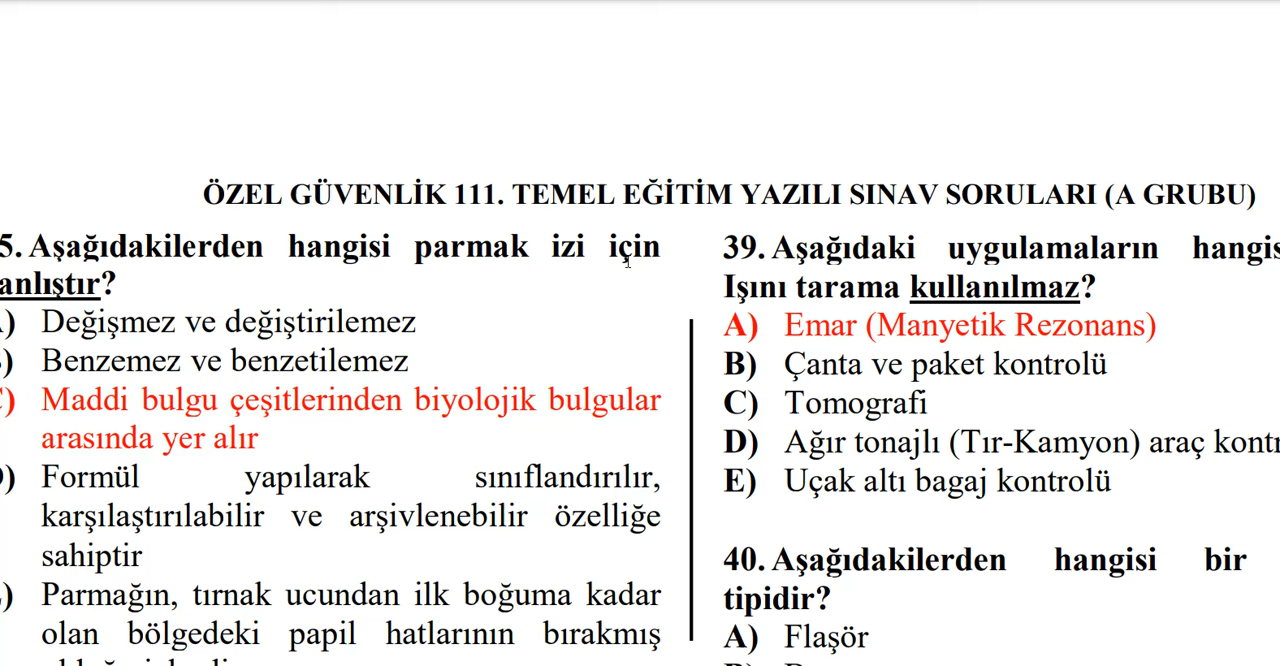 ÖZEL GÜVENLİK 111. TEMEL EĞİTİM YAZILI SINAV SORULARI (A GRUBU)
5. Aşağıdakilerden hangisi parmak izi için
anlıştır?
) Değişmez ve değiştirilemez
) Benzemez ve benzetilemez
) Maddi bulgu çeşitlerinden biyolojik bulgular
arasında yer alır
) Formül yapılarak sınıflandırılır,
karşılaştırılabilir ve arşivlenebilir özelliğe
sahiptir
) Parmağın, tırnak ucundan ilk boğuma kadar
olan bölgedeki papil hatlarının bırakmış
39. Aşağıdaki uygulamaların hangis
Işını tarama kullanılmaz?
A) Emar (Manyetik Rezonans)
B) Çanta ve paket kontrolü
C) Tomografi
D) Ağır tonajlı (Tır-Kamyon) araç kontr
E) Uçak altı bagaj kontrolü
40. Aşağıdakilerden hangisi bir
tipidir?
A) Flaşör